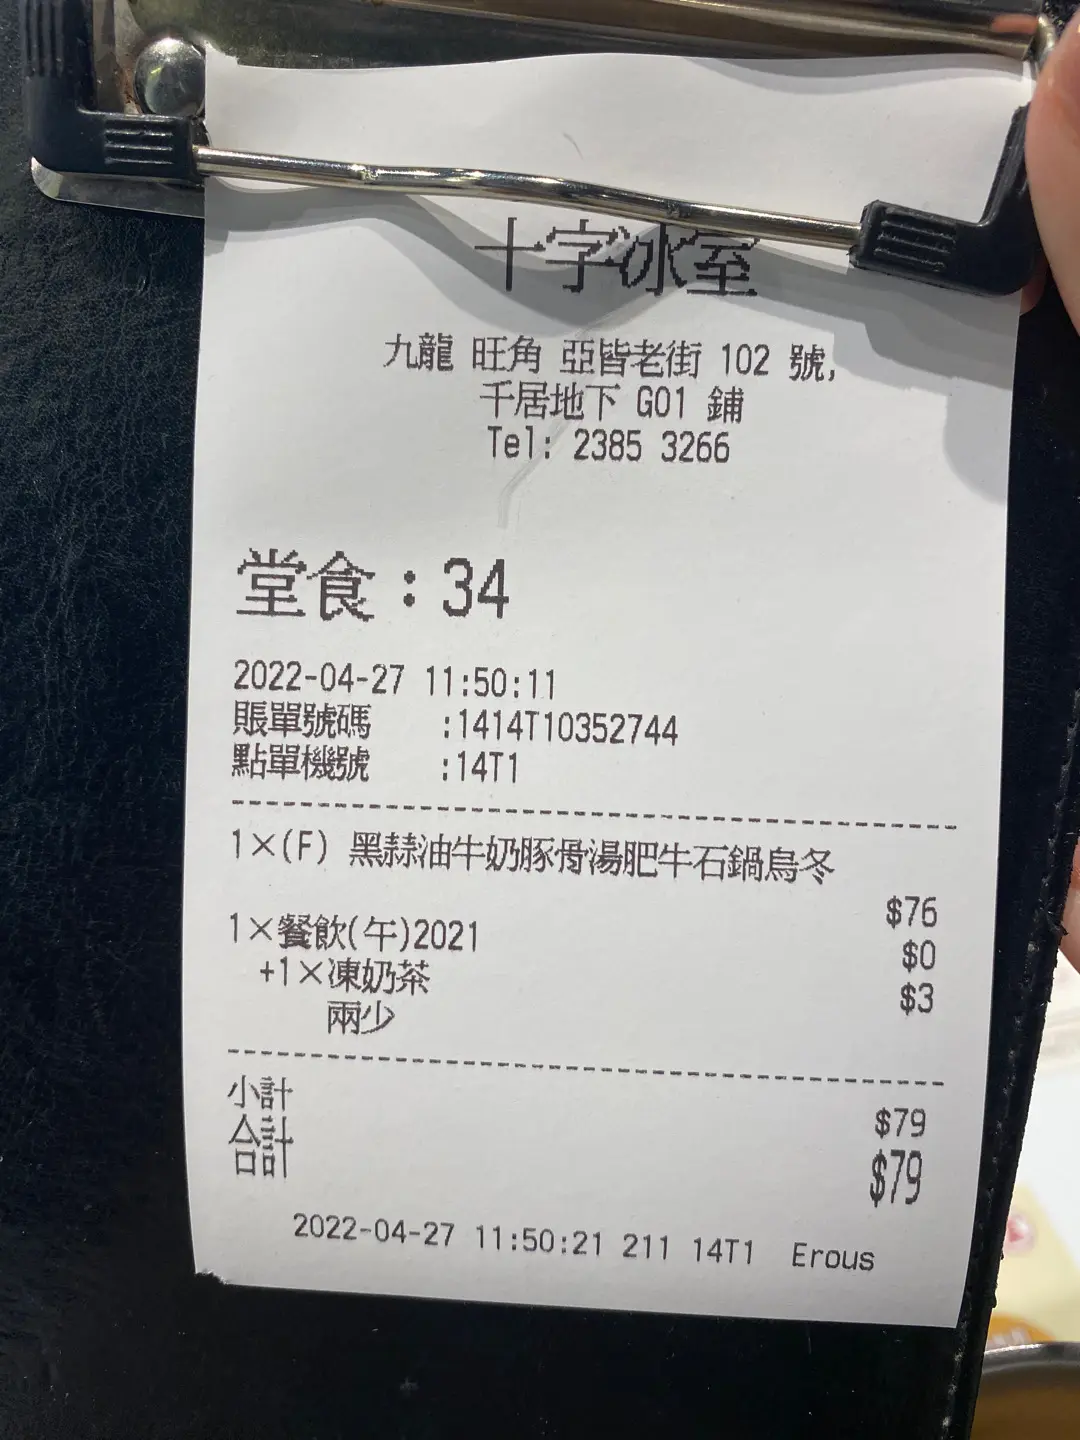 十字冰室
九龍 旺角 亞皆老街 102 號,
千居地下 G01 鋪
Tel: 2385 3266
堂食：34
2022-04-27 11:50:11
賬單號碼 :1414T10352744
點單機號 :14T1
1×(F) 黑蒜油牛奶豚骨湯肥牛石鍋烏冬
$76
1×餐飲(午)2021 $0
+1×凍奶茶 $3
兩少
小計 $79
合計 $79
2022-04-27 11:50:21 211 14T1 Erous